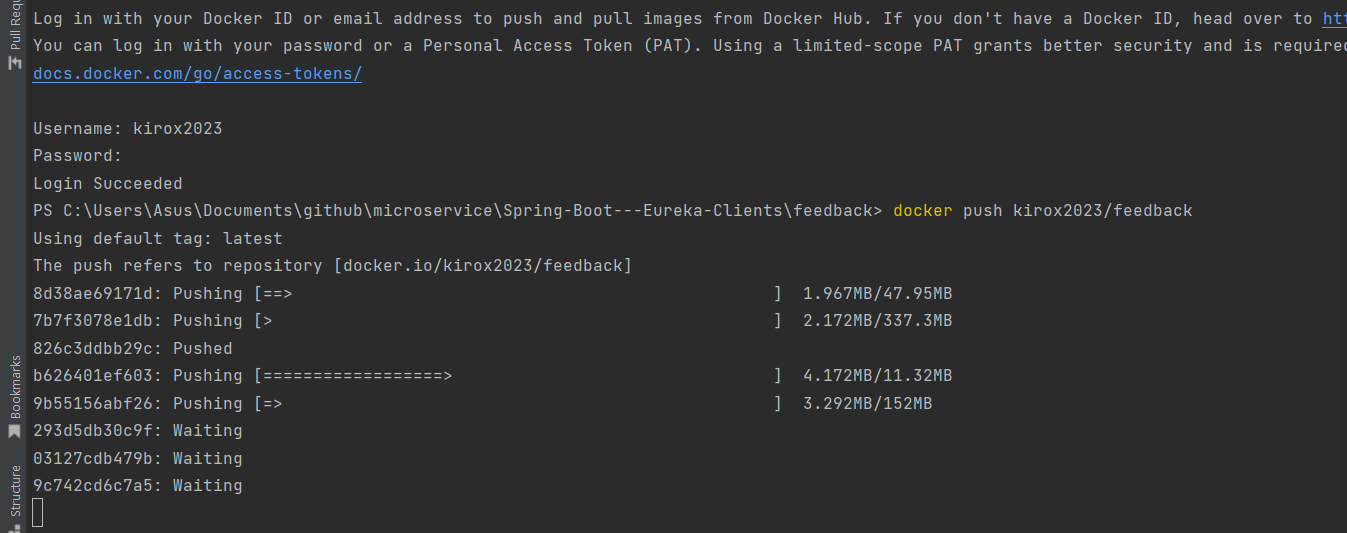 Log in with your Docker ID or email address to push and pull images from Docker Hub. If you don't have a Docker ID, head over to htt
You can log in with your password or a Personal Access Token (PAT). Using a limited-scope PAT grants better security and is required
docs.docker.com/go/access-tokens/
Username: kirox2023
Password:
Login Succeeded
PS C:\Users\Asus\Documents\github\microservice\Spring-Boot---Eureka-Clients\feedback> docker push kirox2023/feedback
Using default tag: latest
The push refers to repository [docker.io/kirox2023/feedback]
8d38ae69171d: Pushing [==>                                                ]  1.967MB/47.95MB
7b7f3078e1db: Pushing [>                                                  ]  2.172MB/337.3MB
826c3ddbb29c: Pushed
b626401ef603: Pushing [==================>                                ]  4.172MB/11.32MB
9b55156abf26: Pushing [=>                                                 ]  3.292MB/152MB
293d5db30c9f: Waiting
03127cdb479b: Waiting
9c742cd6c7a5: Waiting
Pull Requ
Bookmarks
Structure